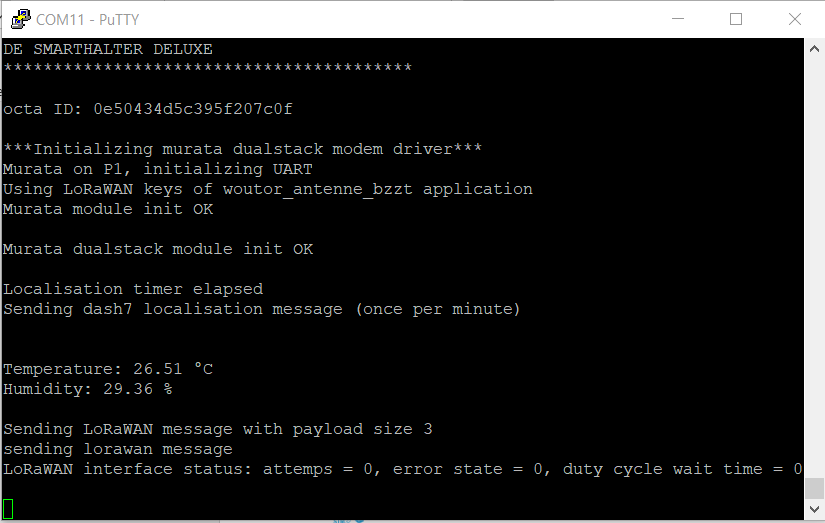 COM11 - PuTTY
DE SMARTHALTER DELUXE
*****************************************
octa ID: 0e50434d5c395f207c0f
***Initializing murata dualstack modem driver***
Murata on P1, initializing UART
Using LoRaWAN keys of woutor_antenne_bzzt application
Murata module init OK
Murata dualstack module init OK
Localisation timer elapsed
Sending dash7 localisation message (once per minute)
Temperature: 26.51 °C
Humidity: 29.36 %
Sending LoRaWAN message with payload size 3
sending lorawan message
LoRaWAN interface status: attemps = 0, error state = 0, duty cycle wait time = 0